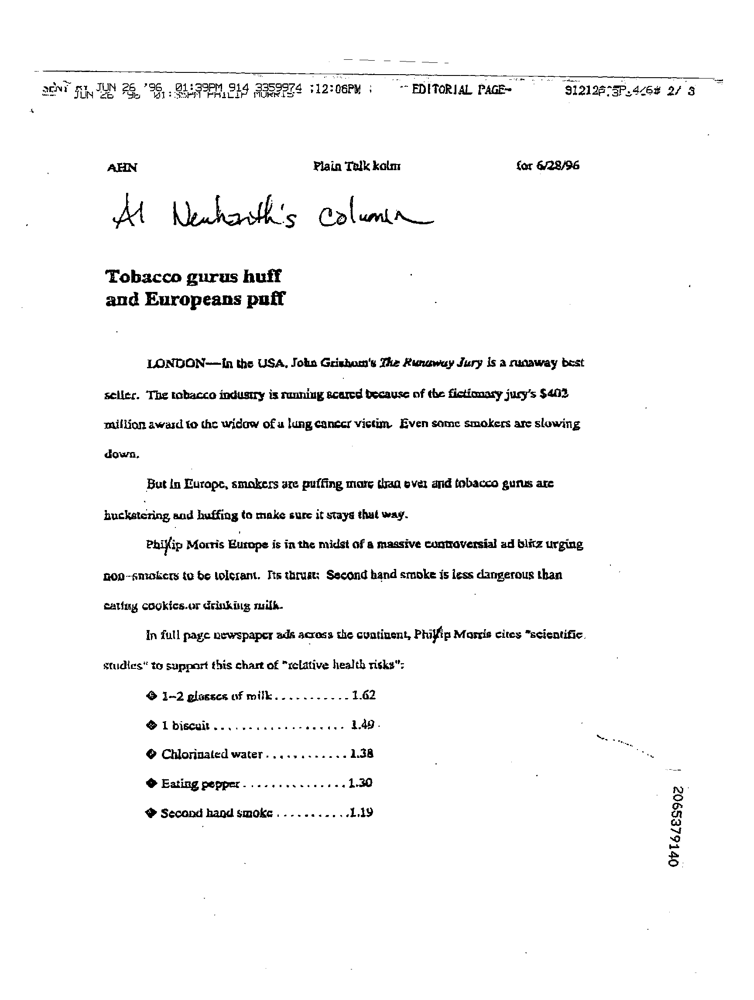 JUN 26 '96 01:39PM 914 3359974 ;12:06PM ; EDITORIAL PAGE→ 2/ 3
JUN 26 '96 PHILIP MORRIS
AHN Plain Talk kolm for 6/28/96
Al Neuharth's column
Tobacco gurus huff
and Europeans puff
LONDON—In the USA, John Grisham's The Runaway Jury is a runaway best
seller. The tobacco industry is running scared because of the fictionary jury's $402
million award to the widow of a lung cancer victim. Even some smokers are slowing
down.
But in Europe, smokers are puffing more than ever and tobacco gurus are
huckstering and huffing to make sure it stays that way.
Phillip Morris Europe is in the midst of a massive controversial ad blitz urging
non-smokers to be tolerant. Its thrust: Second hand smoke is less dangerous than
eating cookies or drinking milk.
In full page newspaper ads across the continent, Phillip Morris cites "scientific
studies" to support this chart of "relative health risks":
◆ 1–2 glasses of milk........... 1.62
◆ 1 biscuit ................... 1.49
◆ Chlorinated water ............ 1.38
◆ Eating pepper ............... 1.30
◆ Second hand smoke ........... 1.19
2065379140